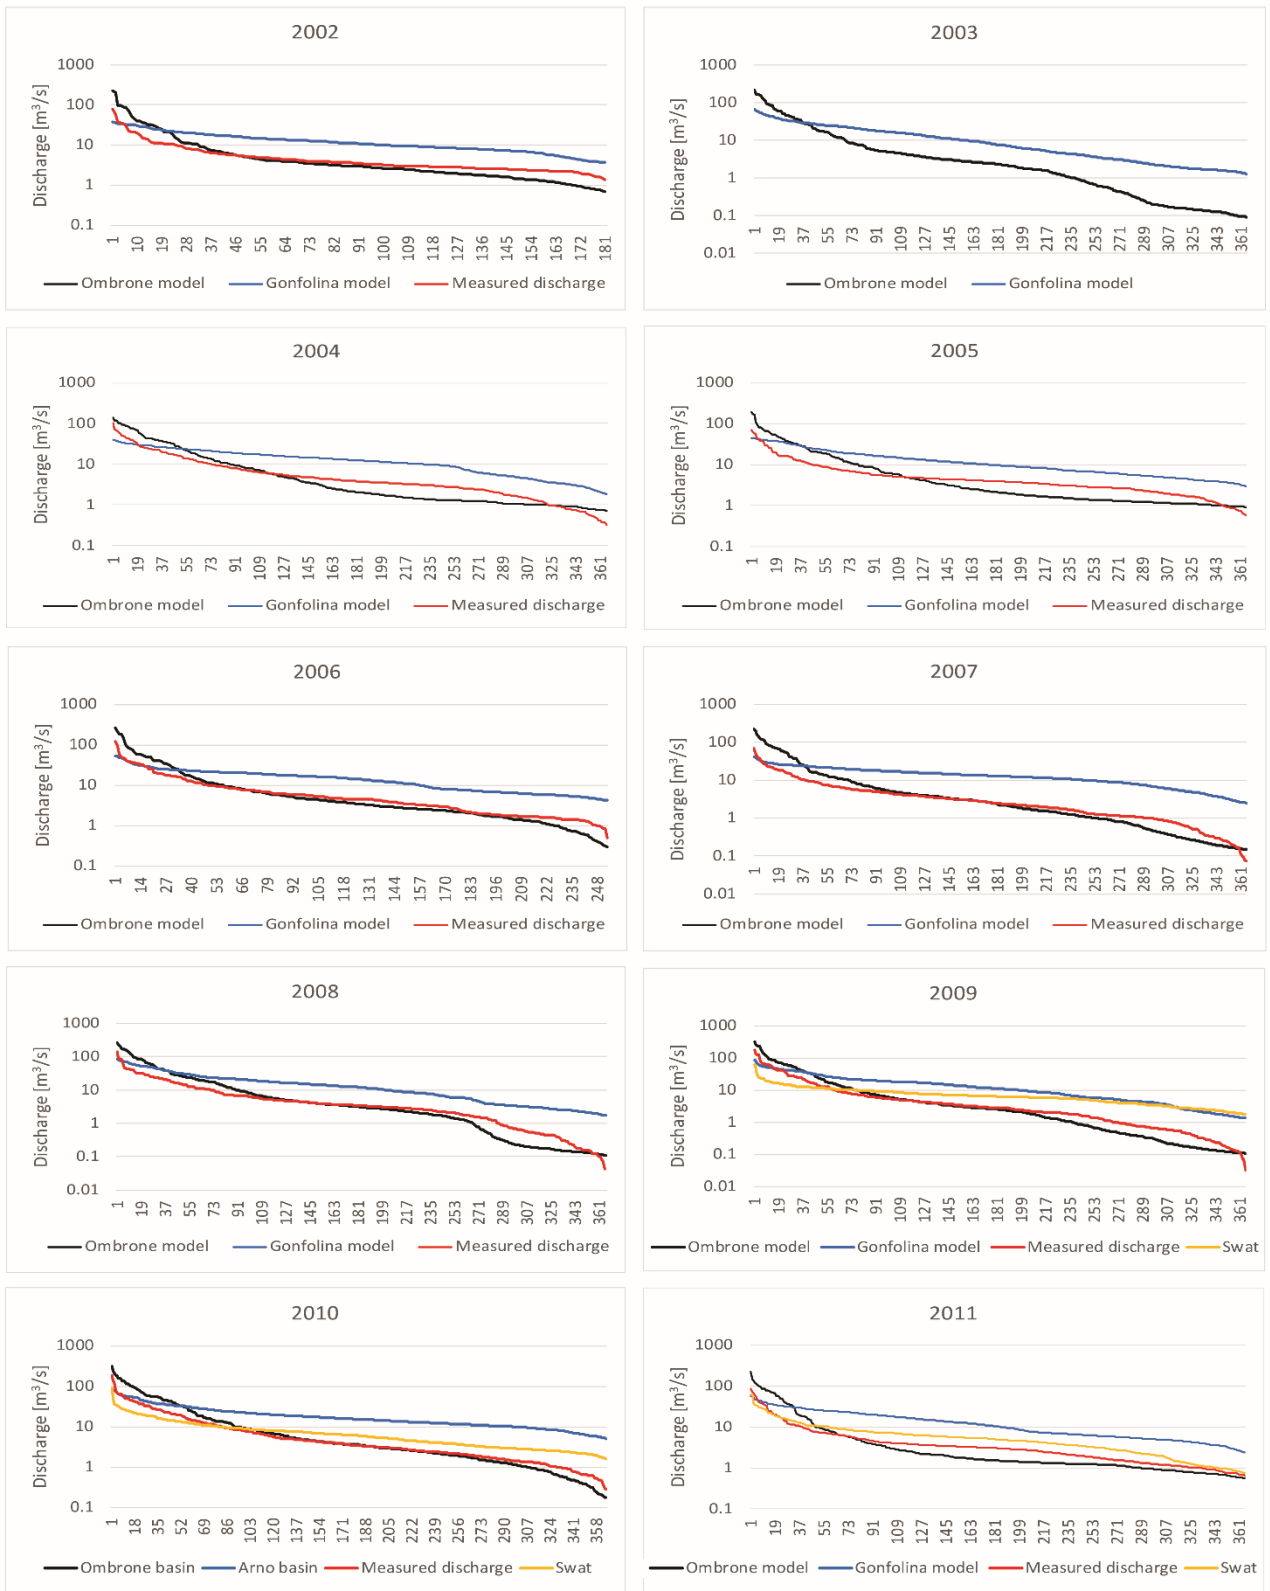 2002
1000
100
10
1
0.1
Discharge [m³/s]
1 10 19 28 37 46 55 64 73 82 91 100 109 118 127 136 145 154 163 172 181
Ombrone model Gonfolina model Measured discharge
2003
1000
100
10
1
0.1
0.01
Discharge [m³/s]
1 19 37 55 73 91 109 127 145 163 181 199 217 235 253 271 289 307 325 343 361
Ombrone model Gonfolina model
2004
1000
100
10
1
0.1
Discharge [m³/s]
1 19 37 55 73 91 109 127 145 163 181 199 217 235 253 271 289 307 325 343 361
Ombrone model Gonfolina model Measured discharge
2005
1000
100
10
1
0.1
Discharge [m³/s]
1 19 37 55 73 91 109 127 145 163 181 199 217 235 253 271 289 307 325 343 361
Ombrone model Gonfolina model Measured discharge
2006
1000
100
10
1
0.1
Discharge [m³/s]
1 14 27 40 53 66 79 92 105 118 131 144 157 170 183 196 209 222 235 248
Ombrone model Gonfolina model Measured discharge
2007
1000
100
10
1
0.1
0.01
Discharge [m³/s]
1 19 37 55 73 91 109 127 145 163 181 199 217 235 253 271 289 307 325 343 361
Ombrone model Gonfolina model Measured discharge
2008
1000
100
10
1
0.1
0.01
Discharge [m³/s]
1 19 37 55 73 91 109 127 145 163 181 199 217 235 253 271 289 307 325 343 361
Ombrone model Gonfolina model Measured discharge
2009
1000
100
10
1
0.1
0.01
Discharge [m³/s]
1 19 37 55 73 91 109 127 145 163 181 199 217 235 253 271 289 307 325 343 361
Ombrone model Gonfolina model Measured discharge Swat
2010
1000
100
10
1
0.1
Discharge [m³/s]
1 18 35 52 69 86 103 120 137 154 171 188 205 222 239 256 273 290 307 324 341 358
Ombrone basin Arno basin Measured discharge Swat
2011
1000
100
10
1
0.1
Discharge [m³/s]
1 19 37 55 73 91 109 127 145 163 181 199 217 235 253 271 289 307 325 343 361
Ombrone model Gonfolina model Measured discharge Swat